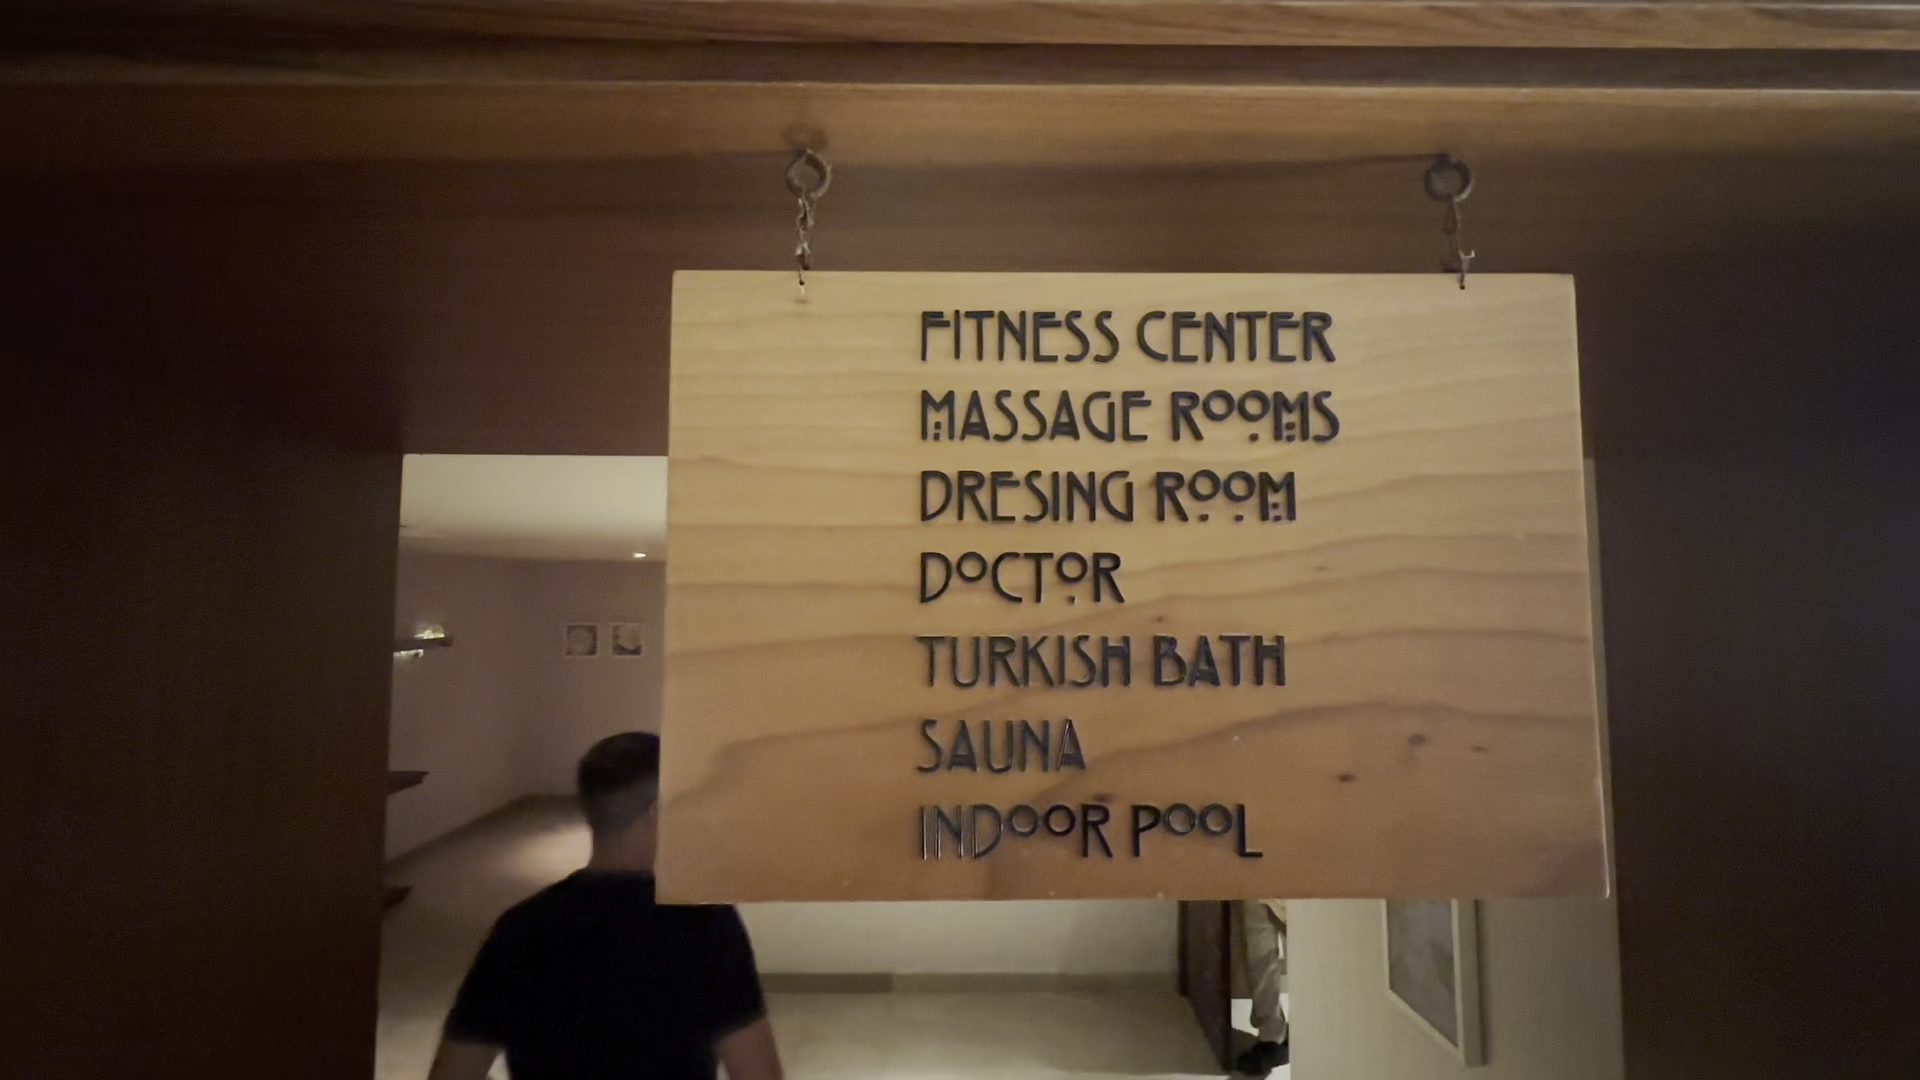 FITNESS CENTER
MASSAGE ROOMS
DRESING ROOM
DOCTOR
TURKISH BATH
SAUNA
INDOOR POOL